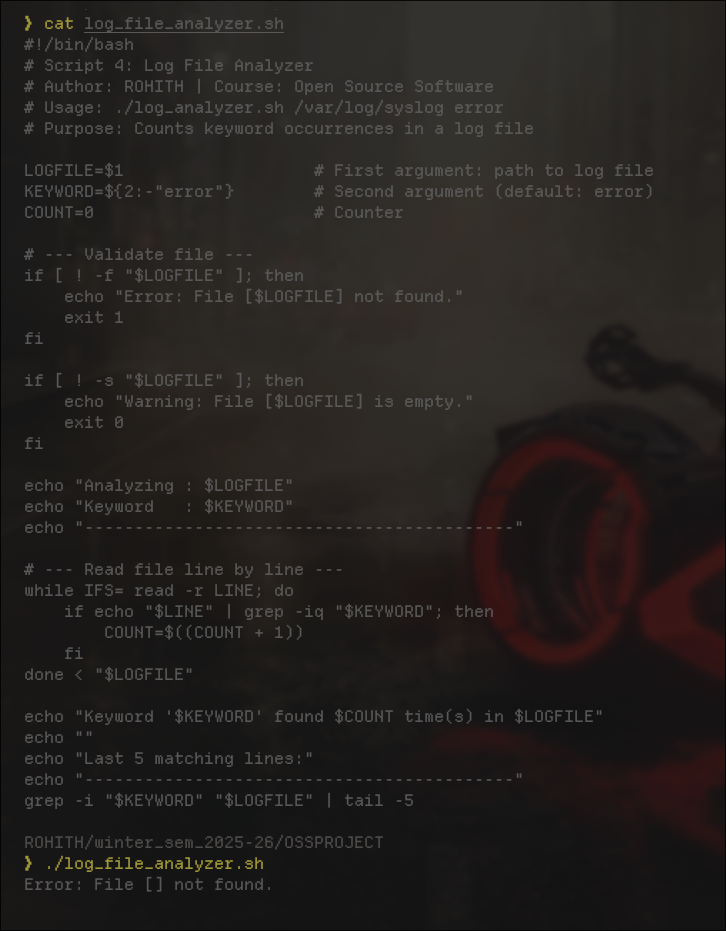 ❯ cat log_file_analyzer.sh
#!/bin/bash
# Script 4: Log File Analyzer
# Author: ROHITH | Course: Open Source Software
# Usage: ./log_analyzer.sh /var/log/syslog error
# Purpose: Counts keyword occurrences in a log file

LOGFILE=$1                   # First argument: path to log file
KEYWORD=${2:-"error"}        # Second argument (default: error)
COUNT=0                      # Counter

# --- Validate file ---
if [ ! -f "$LOGFILE" ]; then
    echo "Error: File [$LOGFILE] not found."
    exit 1
fi

if [ ! -s "$LOGFILE" ]; then
    echo "Warning: File [$LOGFILE] is empty."
    exit 0
fi

echo "Analyzing : $LOGFILE"
echo "Keyword   : $KEYWORD"
echo "-------------------------------------------"

# --- Read file line by line ---
while IFS= read -r LINE; do
    if echo "$LINE" | grep -iq "$KEYWORD"; then
        COUNT=$((COUNT + 1))
    fi
done < "$LOGFILE"

echo "Keyword '$KEYWORD' found $COUNT time(s) in $LOGFILE"
echo ""
echo "Last 5 matching lines:"
echo "-------------------------------------------"
grep -i "$KEYWORD" "$LOGFILE" | tail -5

ROHITH/winter_sem_2025-26/OSSPROJECT
❯ ./log_file_analyzer.sh
Error: File [] not found.